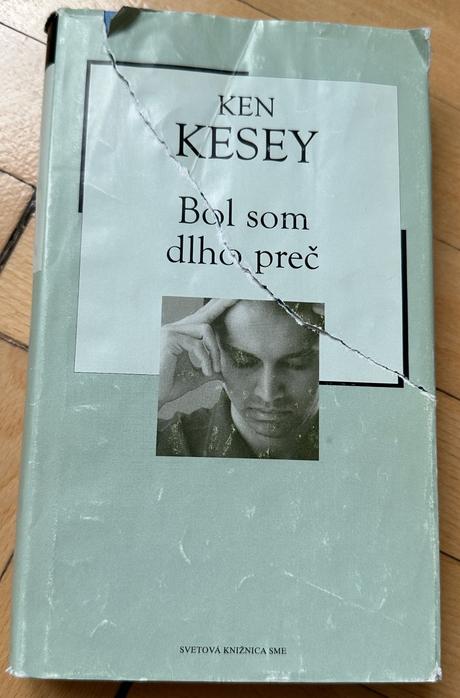 KEN
KESEY
Bol som
dlho preč
SVETOVÁ KNIŽNICA SME